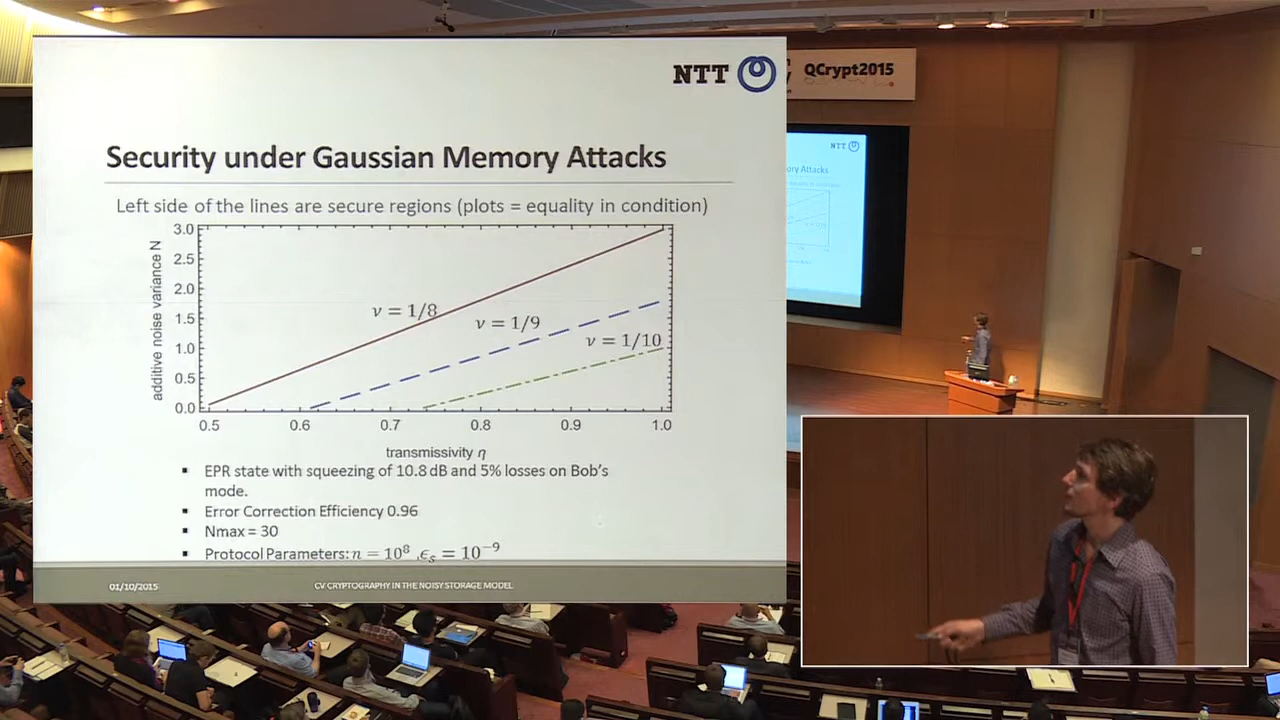 NTT
QCrypt2015
Security under Gaussian Memory Attacks
Left side of the lines are secure regions (plots = equality in condition)
additive noise variance N
3.0
2.5
2.0
1.5
1.0
0.5
0.0
ν = 1/8
ν = 1/9
ν = 1/10
0.5 0.6 0.7 0.8 0.9 1.0
transmissivity η
▪ EPR state with squeezing of 10.8 dB and 5% losses on Bob's
mode.
▪ Error Correction Efficiency 0.96
▪ Nmax = 30
▪ Protocol Parameters: n = 10⁸ ,ϵₛ = 10⁻⁹
01/10/2015
CV CRYPTOGRAPHY IN THE NOISY STORAGE MODEL
NTT
ory Attacks